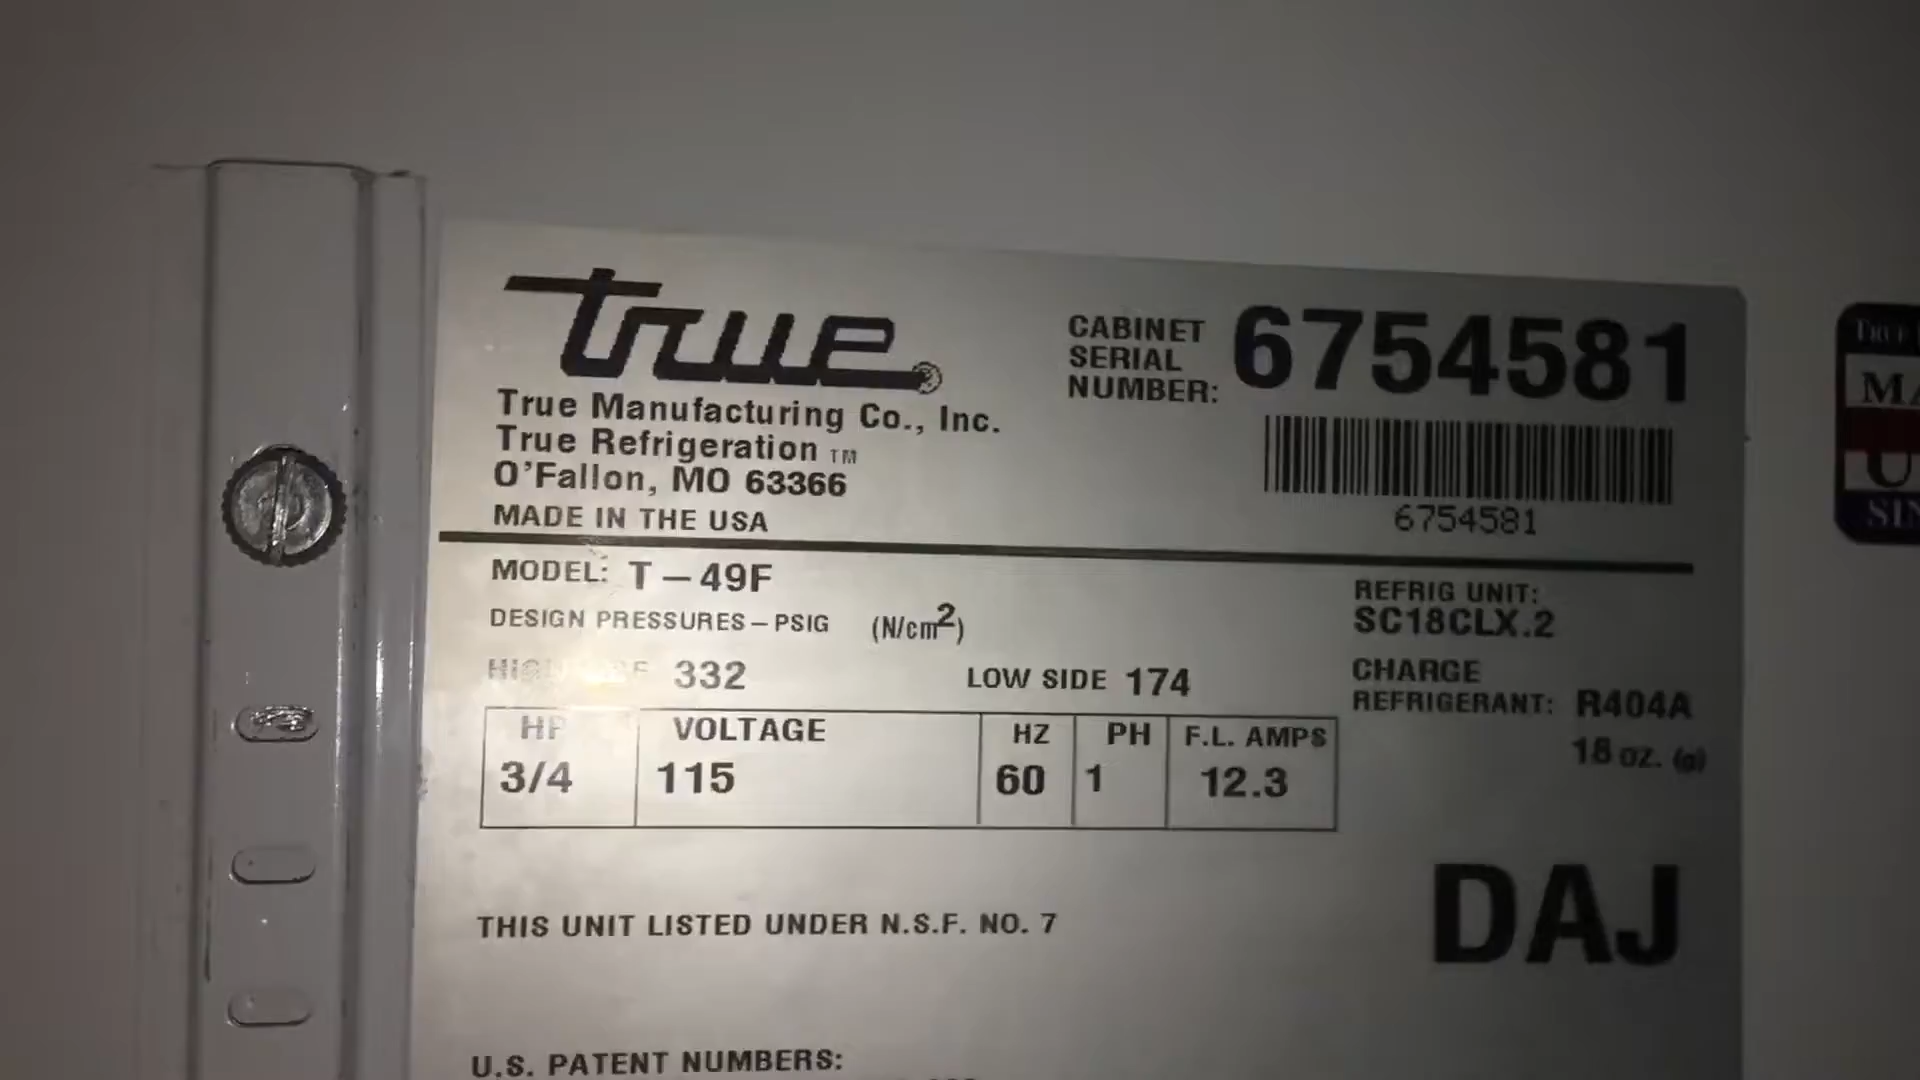 true®
True Manufacturing Co., Inc.
True Refrigeration TM
O'Fallon, MO 63366
MADE IN THE USA
CABINET
SERIAL
NUMBER: 6754581
6754581
MODEL: T-49F
DESIGN PRESSURES-PSIG (N/cm2)
332 LOW SIDE 174
REFRIG UNIT:
SC18CLX.2
CHARGE
REFRIGERANT: R404A
18 oz. (g)
HP VOLTAGE HZ PH F.L. AMPS
3/4 115 60 1 12.3
THIS UNIT LISTED UNDER N.S.F. NO. 7
DAJ
U.S. PATENT NUMBERS:
TRUE